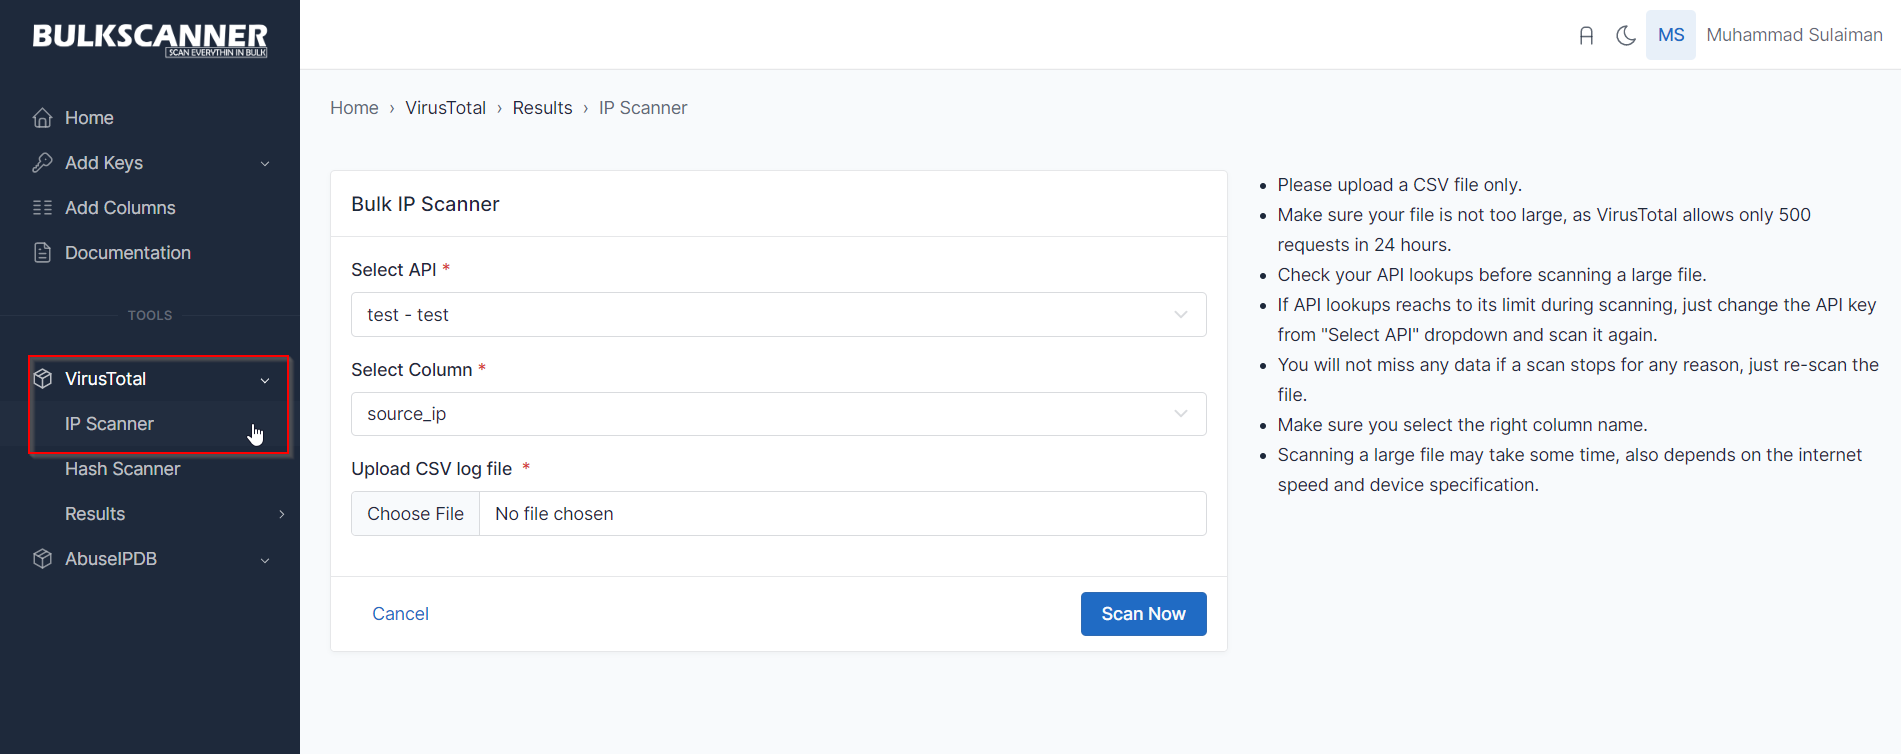 BULKSCANNER
SCAN EVERYTHIN IN BULK
Home
Add Keys
Add Columns
Documentation
TOOLS
VirusTotal
IP Scanner
Hash Scanner
Results
AbuseIPDB
MS Muhammad Sulaiman
Home › VirusTotal › Results › IP Scanner
Bulk IP Scanner
Select API *
test - test
Select Column *
source_ip
Upload CSV log file *
Choose File No file chosen
Cancel
Scan Now
• Please upload a CSV file only.
• Make sure your file is not too large, as VirusTotal allows only 500
requests in 24 hours.
• Check your API lookups before scanning a large file.
• If API lookups reachs to its limit during scanning, just change the API key
from "Select API" dropdown and scan it again.
• You will not miss any data if a scan stops for any reason, just re-scan the
file.
• Make sure you select the right column name.
• Scanning a large file may take some time, also depends on the internet
speed and device specification.